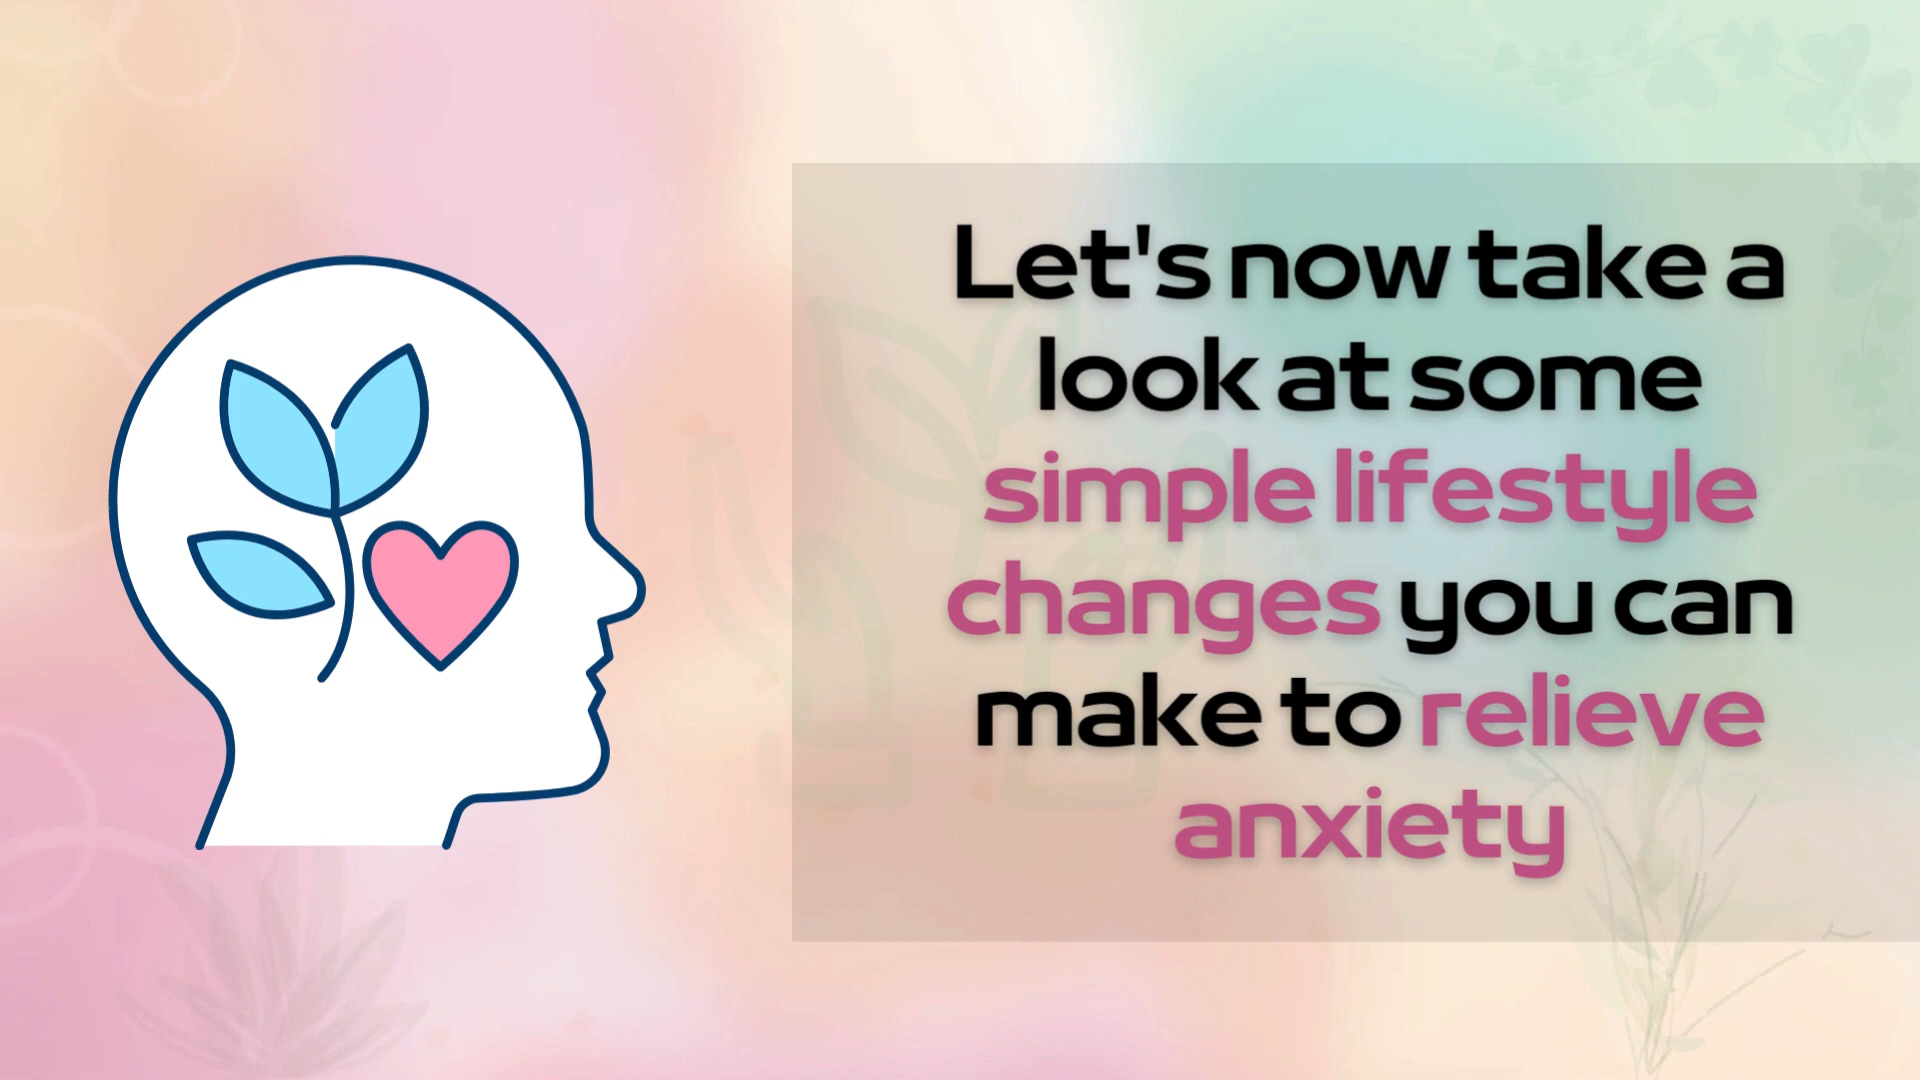 Let's now take a
look at some
simple lifestyle
changes you can
make to relieve
anxiety